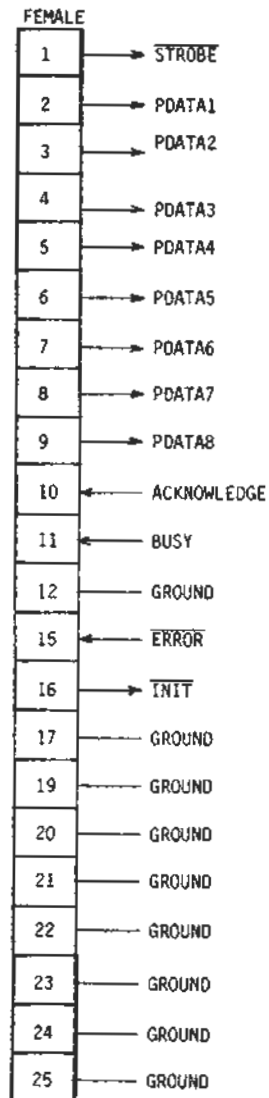 FEMALE
1 STROBE
2 PDATA1
3 PDATA2
4 PDATA3
5 PDATA4
6 PDATA5
7 PDATA6
8 PDATA7
9 PDATA8
10 ACKNOWLEDGE
11 BUSY
12 GROUND
15 ERROR
16 INIT
17 GROUND
19 GROUND
20 GROUND
21 GROUND
22 GROUND
23 GROUND
24 GROUND
25 GROUND